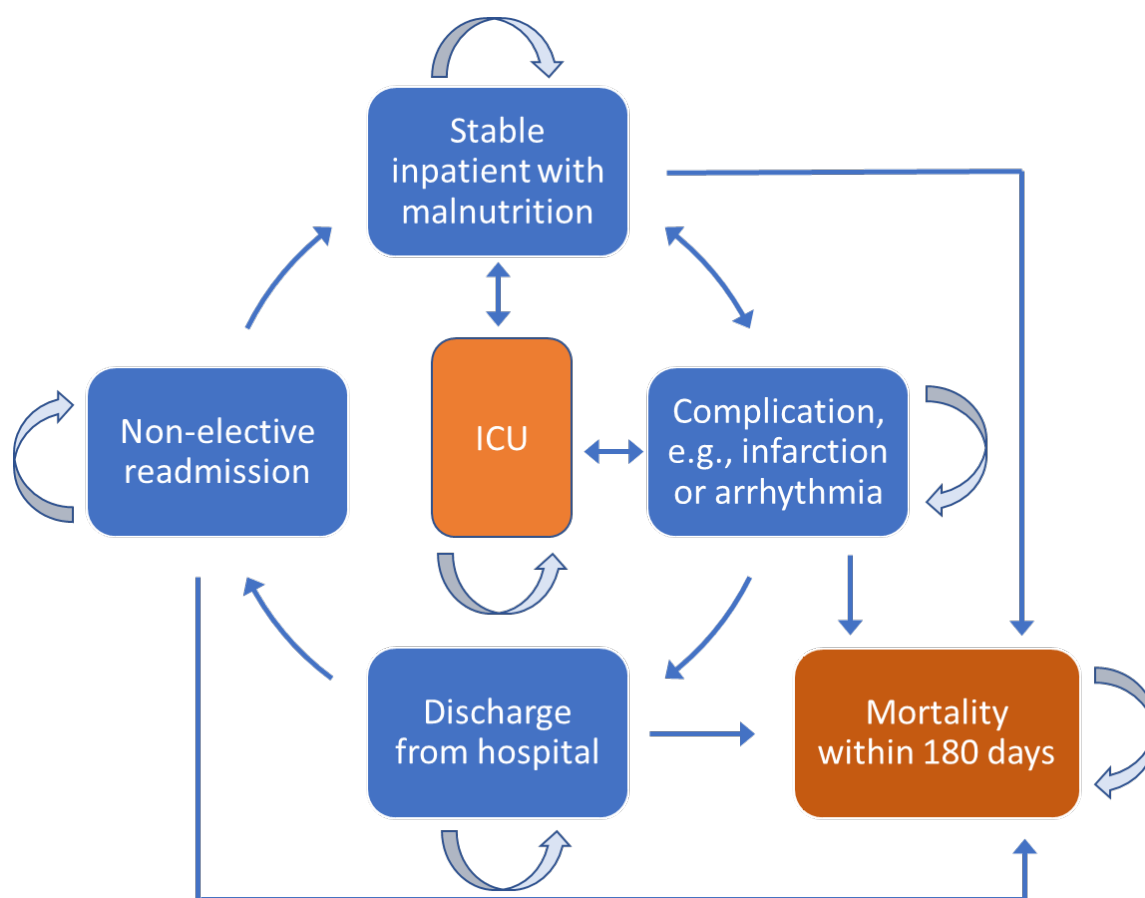 Stable
inpatient with
malnutrition
Non-elective
readmission
ICU
Complication,
e.g., infarction
or arrhythmia
Discharge
from hospital
Mortality
within 180 days